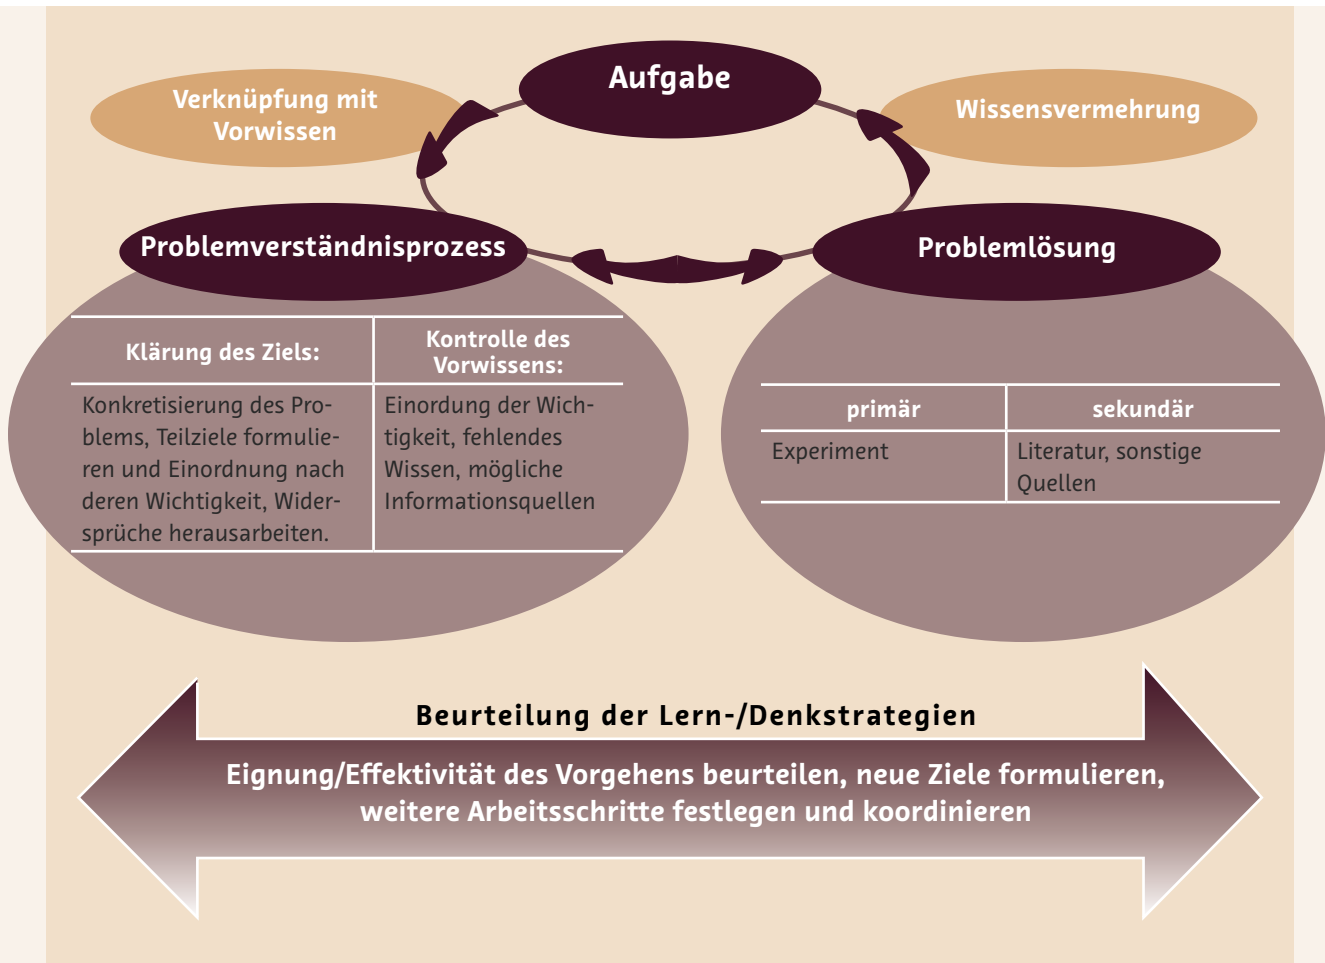 Aufgabe
Verknüpfung mit
Vorwissen
Wissensvermehrung
Problemverständnisprozess
Problemlösung
Klärung des Ziels:
Kontrolle des
Vorwissens:
Konkretisierung des Pro-
blems, Teilziele formulie-
ren und Einordnung nach
deren Wichtigkeit, Wider-
sprüche herausarbeiten.
Einordung der Wich-
tigkeit, fehlendes
Wissen, mögliche
Informationsquellen
primär
sekundär
Experiment
Literatur, sonstige
Quellen
Beurteilung der Lern-/Denkstrategien
Eignung/Effektivität des Vorgehens beurteilen, neue Ziele formulieren,
weitere Arbeitsschritte festlegen und koordinieren